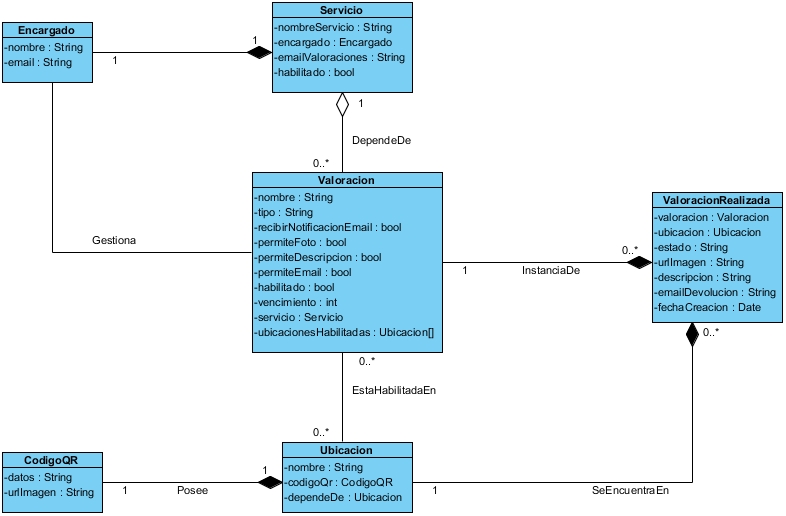 Encargado
-nombre : String
-email : String
1
1
Servicio
-nombreServicio : String
-encargado : Encargado
-emailValoraciones : String
-habilitado : bool
1
DependeDe
0..*
Gestiona
Valoracion
-nombre : String
-tipo : String
-recibirNotificacionEmail : bool
-permiteFoto : bool
-permiteDescripcion : bool
-permiteEmail : bool
-habilitado : bool
-vencimiento : int
-servicio : Servicio
-ubicacionesHabilitadas : Ubicacion[]
1
InstanciaDe
0..*
ValoracionRealizada
-valoracion : Valoracion
-ubicacion : Ubicacion
-estado : String
-urlImagen : String
-descripcion : String
-emailDevolucion : String
-fechaCreacion : Date
0..*
0..*
EstaHabilitadaEn
0..*
CodigoQR
-datos : String
-urlImagen : String
1
Posee
1
Ubicacion
-nombre : String
-codigoQr : CodigoQR
-dependeDe : Ubicacion
1
SeEncuentraEn